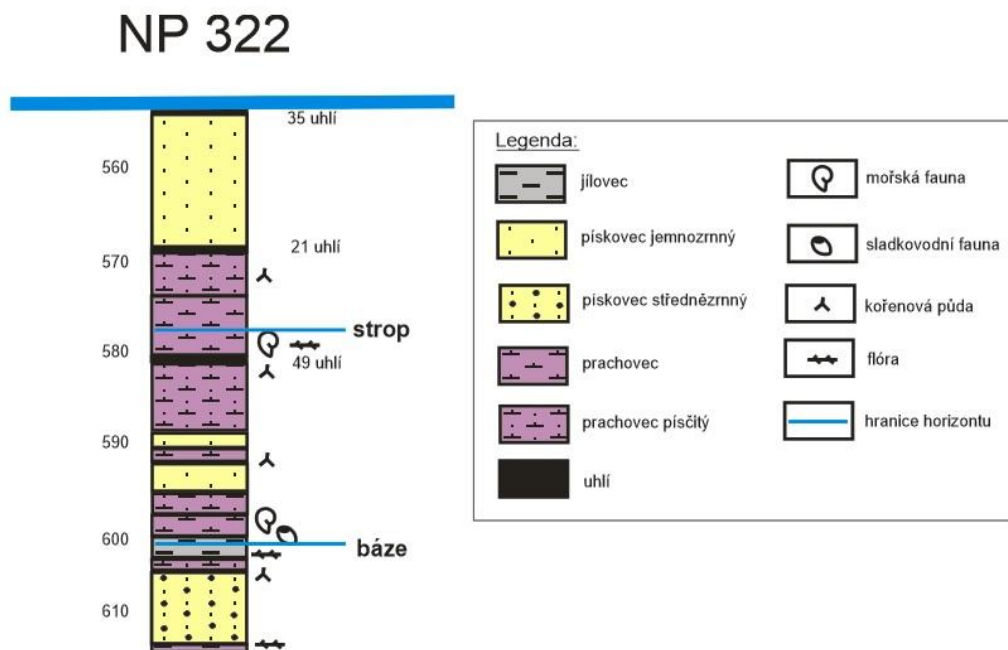 NP 322
35 uhlí
560
21 uhlí
570
strop
580
49 uhlí
590
600
báze
610
Legenda:
jílovec
pískovec jemnozrnný
pískovec střednězrnný
prachovec
prachovec písčitý
uhlí
mořská fauna
sladkovodní fauna
kořenová půda
flóra
hranice horizontu